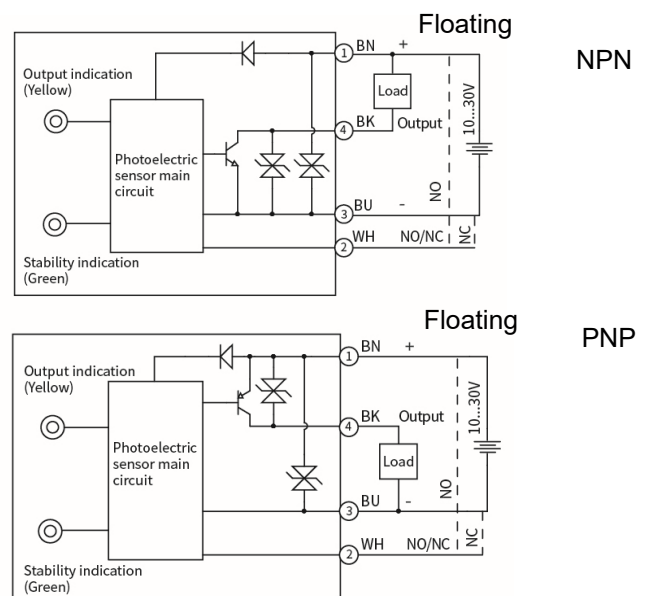 Floating
NPN
Output indication
(Yellow)
1 BN +
Load
10...30V
4 BK Output
Photoelectric
sensor main
circuit
NO
3 BU -
2 WH NO/NC NC
Stability indication
(Green)
Floating
PNP
1 BN +
Output indication
(Yellow)
10...30V
4 BK Output
Photoelectric
sensor main
circuit
Load
NO
3 BU -
2 WH NO/NC NC
Stability indication
(Green)